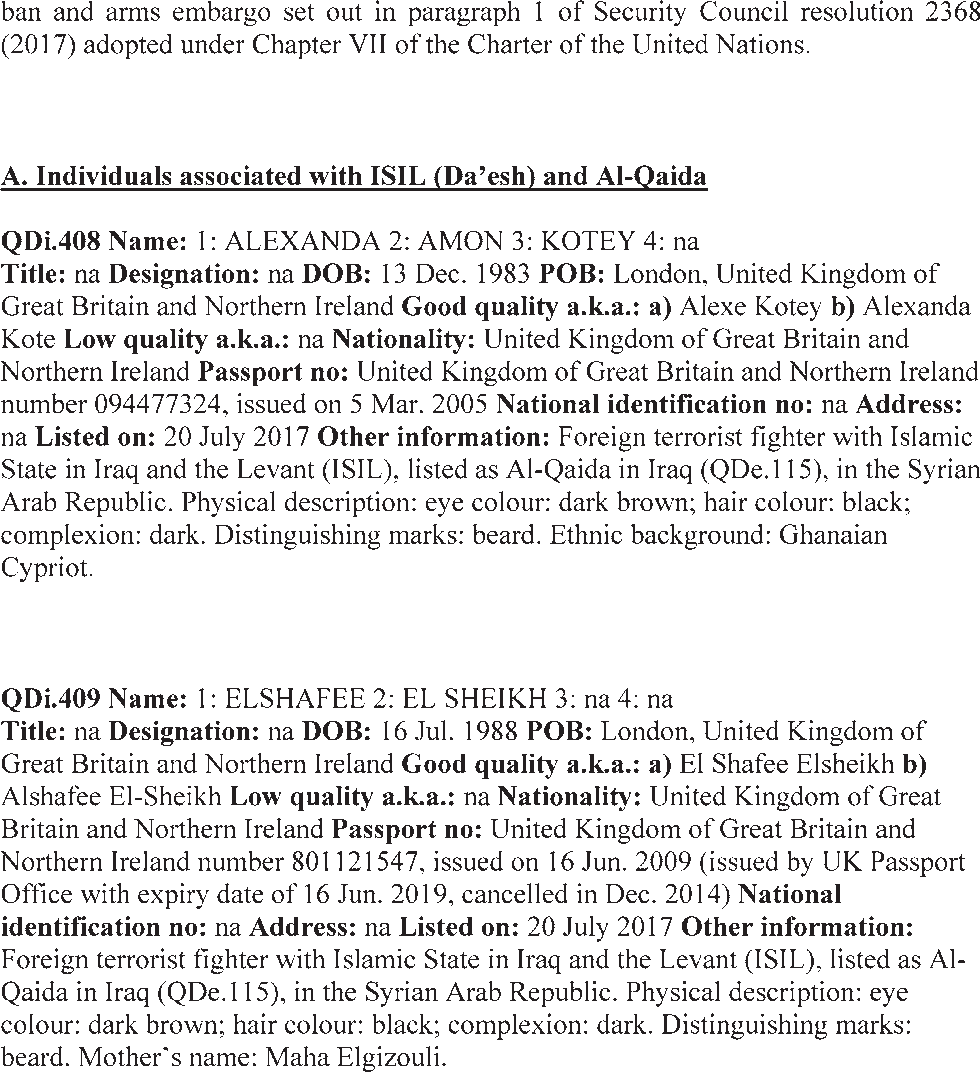 ban and arms embargo set out in paragraph 1 of Security Council resolution 2368
(2017) adopted under Chapter VII of the Charter of the United Nations.
A. Individuals associated with ISIL (Da’esh) and Al-Qaida
QDi.408 Name: 1: ALEXANDA 2: AMON 3: KOTEY 4: na
Title: na Designation: na DOB: 13 Dec. 1983 POB: London, United Kingdom of
Great Britain and Northern Ireland Good quality a.k.a.: a) Alexe Kotey b) Alexanda
Kote Low quality a.k.a.: na Nationality: United Kingdom of Great Britain and
Northern Ireland Passport no: United Kingdom of Great Britain and Northern Ireland
number 094477324, issued on 5 Mar. 2005 National identification no: na Address:
na Listed on: 20 July 2017 Other information: Foreign terrorist fighter with Islamic
State in Iraq and the Levant (ISIL), listed as Al-Qaida in Iraq (QDe.115), in the Syrian
Arab Republic. Physical description: eye colour: dark brown; hair colour: black;
complexion: dark. Distinguishing marks: beard. Ethnic background: Ghanaian
Cypriot.
QDi.409 Name: 1: ELSHAFEE 2: EL SHEIKH 3: na 4: na
Title: na Designation: na DOB: 16 Jul. 1988 POB: London, United Kingdom of
Great Britain and Northern Ireland Good quality a.k.a.: a) El Shafee Elsheikh b)
Alshafee El-Sheikh Low quality a.k.a.: na Nationality: United Kingdom of Great
Britain and Northern Ireland Passport no: United Kingdom of Great Britain and
Northern Ireland number 801121547, issued on 16 Jun. 2009 (issued by UK Passport
Office with expiry date of 16 Jun. 2019, cancelled in Dec. 2014) National
identification no: na Address: na Listed on: 20 July 2017 Other information:
Foreign terrorist fighter with Islamic State in Iraq and the Levant (ISIL), listed as Al-
Qaida in Iraq (QDe.115), in the Syrian Arab Republic. Physical description: eye
colour: dark brown; hair colour: black; complexion: dark. Distinguishing marks:
beard. Mother`s name: Maha Elgizouli.